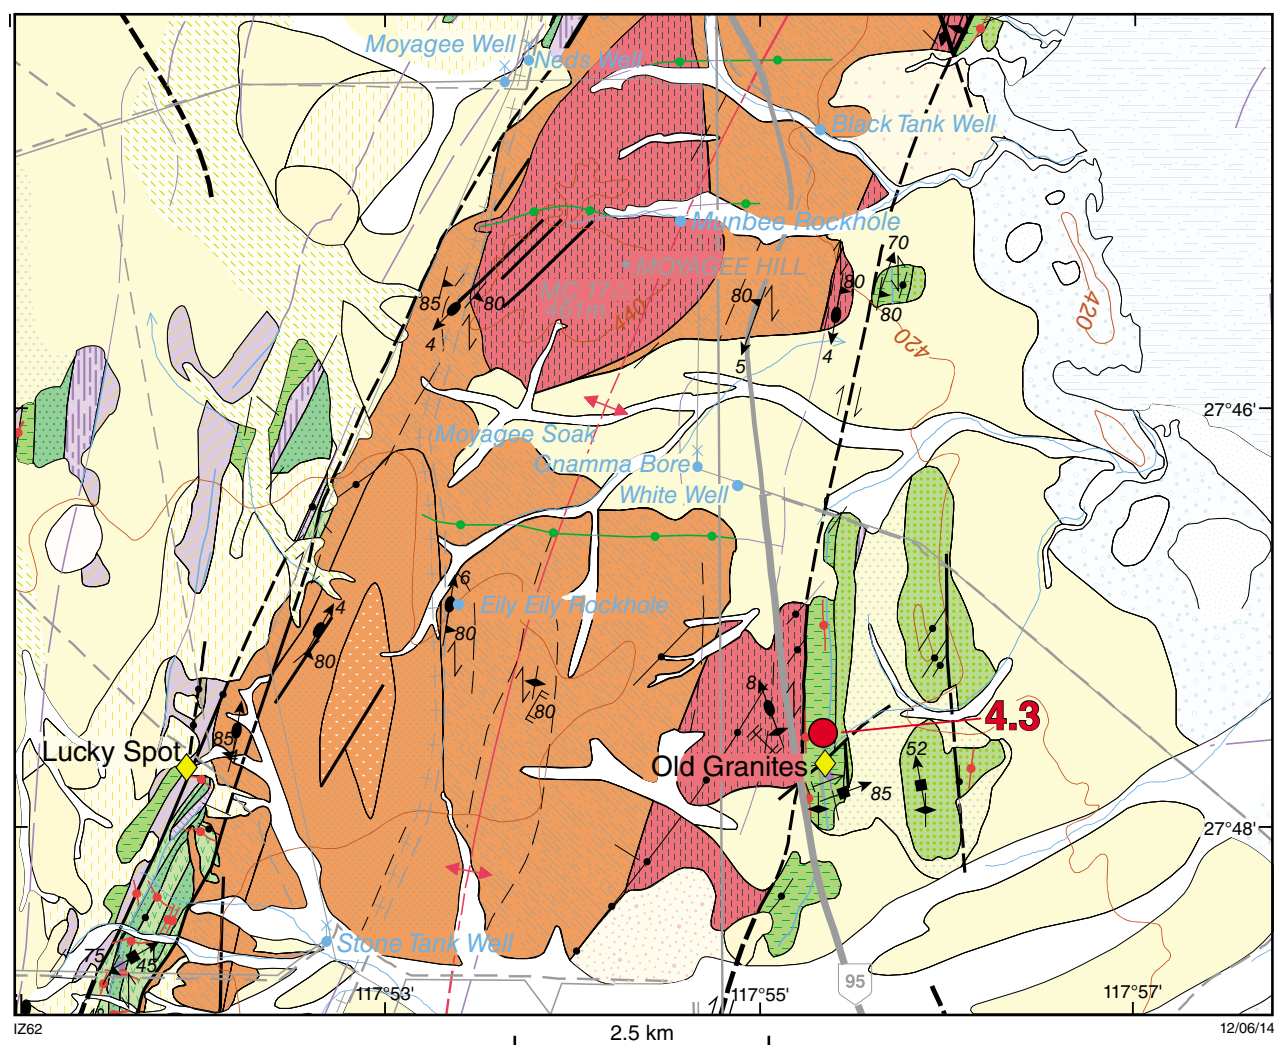 Moyagee Well
Neds Well
Black Tank Well
Munbee Rockhole
70
MOYAGEE HILL
85
80
MC 17
461m
440
80
80
80
420
420
4
5
4
27°46'
Moyagee Soak
Gnamma Bore
White Well
6
Eily Eily Rockhole
4
80
80
8
80
4.3
85
52
Lucky Spot
Old Granites
85
27°48'
Stone Tank Well
75
45
95
117°53'
117°55'
117°57'
IZ62
2.5 km
12/06/14